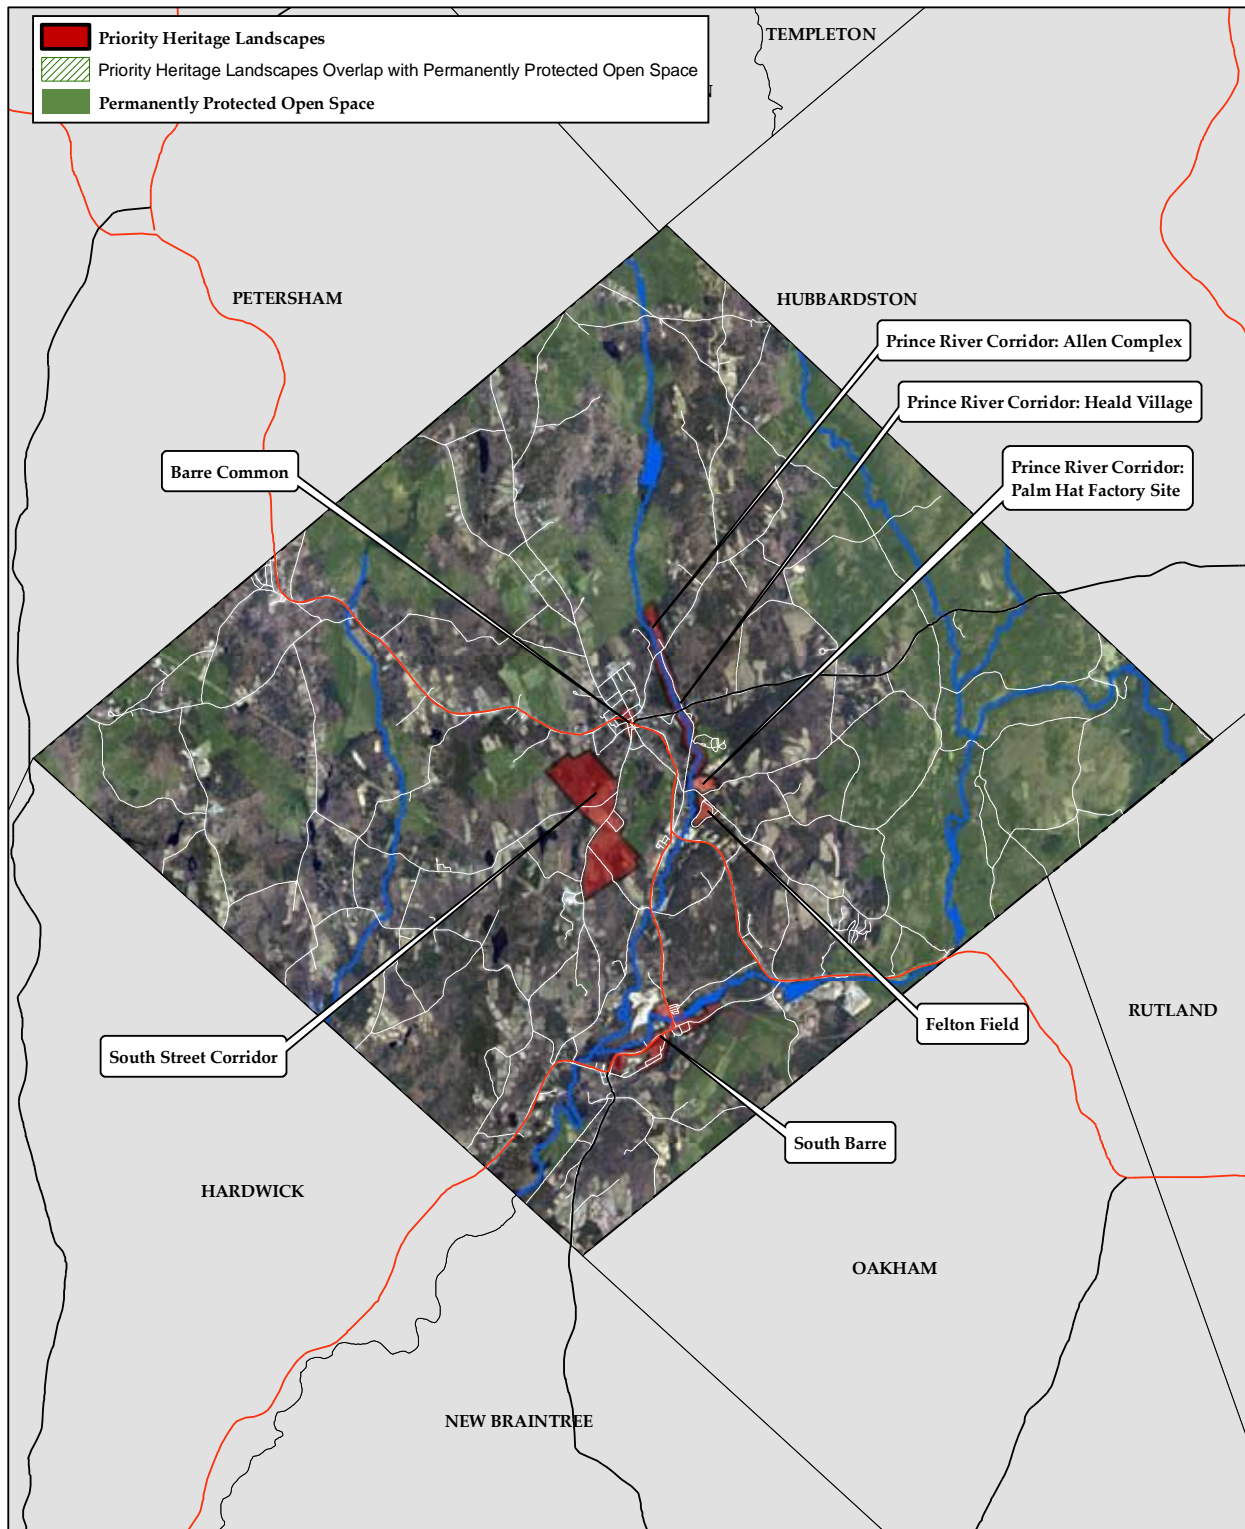 Priority Heritage Landscapes
Priority Heritage Landscapes Overlap with Permanently Protected Open Space
Permanently Protected Open Space
TEMPLETON
N
PETERSHAM
HUBBARDSTON
Prince River Corridor: Allen Complex
Prince River Corridor: Heald Village
Barre Common
Prince River Corridor:
Palm Hat Factory Site
South Street Corridor
Felton Field
RUTLAND
South Barre
HARDWICK
OAKHAM
NEW BRAINTREE